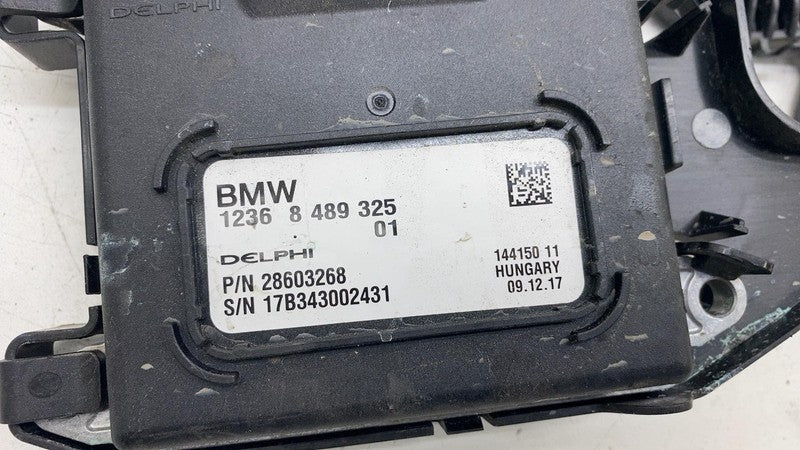 DELPHI
BMW
1236 8 489 325
01
DELPHI
P/N 28603268
S/N 17B343002431
144150 11
HUNGARY
09.12.17